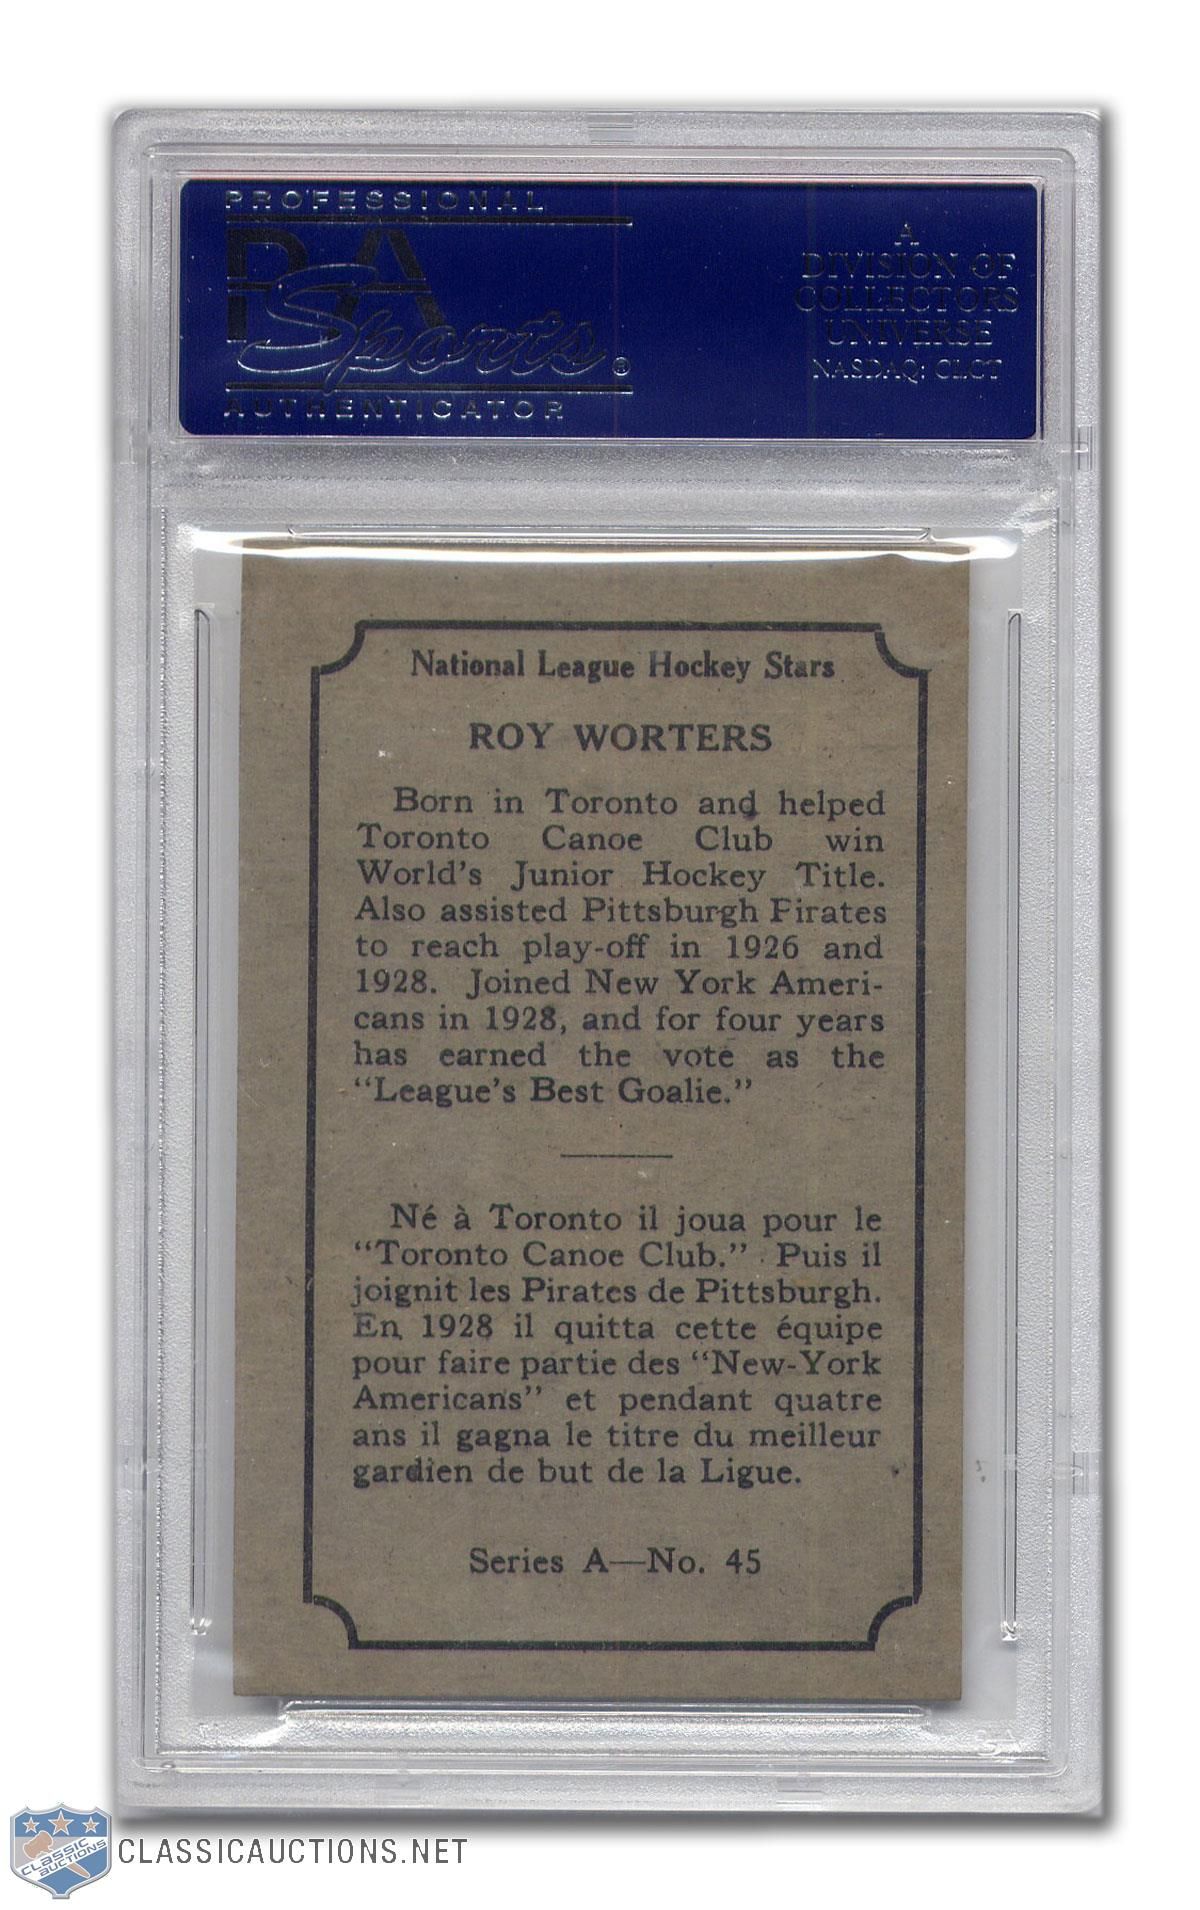 PROFESSIONAL
PSA
Sports®
AUTHENTICATOR
A
DIVISION OF
COLLECTORS
UNIVERSE
NASDAQ: CLCT
National League Hockey Stars
ROY WORTERS
Born in Toronto and helped
Toronto Canoe Club win
World's Junior Hockey Title.
Also assisted Pittsburgh Pirates
to reach play-off in 1926 and
1928. Joined New York Ameri-
cans in 1928, and for four years
has earned the vote as the
"League's Best Goalie."
Né à Toronto il joua pour le
"Toronto Canoe Club." Puis il
joignit les Pirates de Pittsburgh.
En 1928 il quitta cette équipe
pour faire partie des "New-York
Americans" et pendant quatre
ans il gagna le titre du meilleur
gardien de but de la Ligue.
Series A—No. 45
CLASSIC
AUCTIONS
CLASSICAUCTIONS.NET